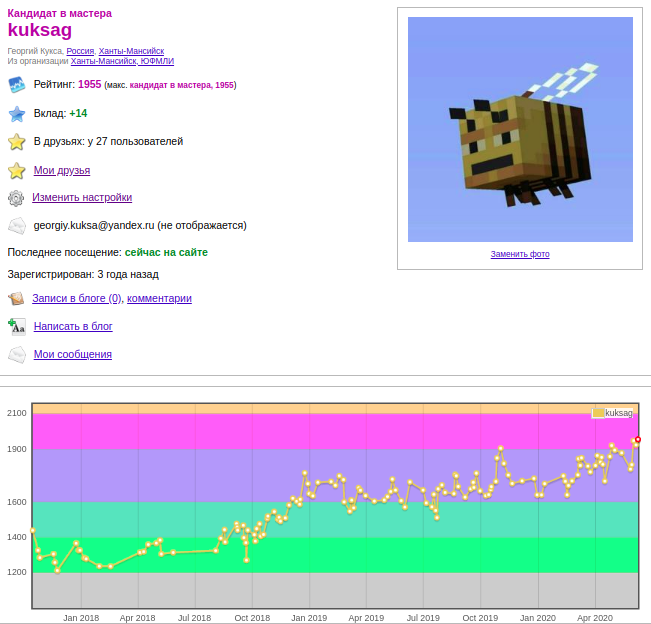 Кандидат в мастера
kuksag
Георгий Кукса, Россия, Ханты-Мансийск
Из организации Ханты-Мансийск, ЮФМЛИ
Рейтинг: 1955 (макс. кандидат в мастера, 1955)
Вклад: +14
В друзьях: у 27 пользователей
Мои друзья
Изменить настройки
georgiy.kuksa@yandex.ru (не отображается)
Последнее посещение: сейчас на сайте
Зарегистрирован: 3 года назад
Записи в блоге (0), комментарии
Aa Написать в блог
Мои сообщения
Заменить фото
kuksag
2100
1900
1600
1400
1200
Jan 2018 Apr 2018 Jul 2018 Oct 2018 Jan 2019 Apr 2019 Jul 2019 Oct 2019 Jan 2020 Apr 2020